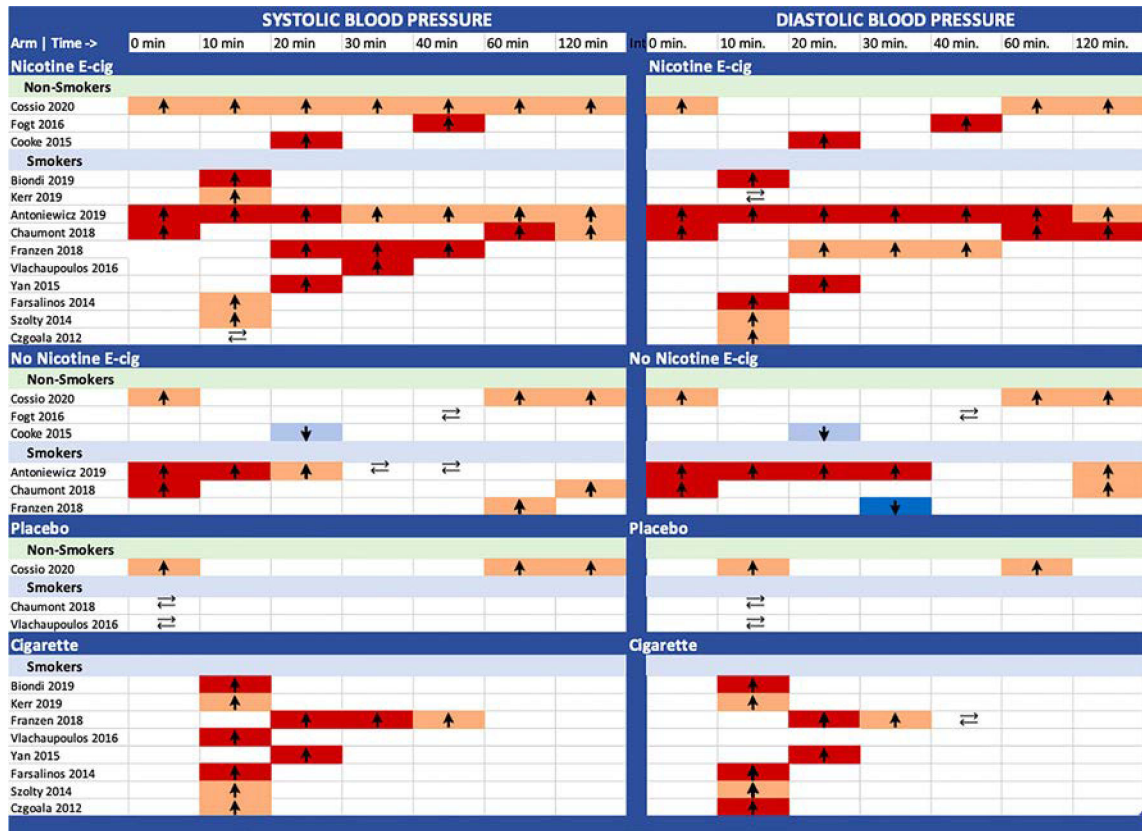 SYSTOLIC BLOOD PRESSURE DIASTOLIC BLOOD PRESSURE
Arm | Time -> 0 min 10 min 20 min 30 min 40 min 60 min 120 min Int 0 min. 10 min. 20 min. 30 min. 40 min. 60 min. 120 min.
Nicotine E-cig Nicotine E-cig
Non-Smokers
Cossio 2020
Fogt 2016
Cooke 2015
Smokers
Biondi 2019
Kerr 2019
Antoniewicz 2019
Chaumont 2018
Franzen 2018
Vlachaupoulos 2016
Yan 2015
Farsalinos 2014
Szolty 2014
Czgoala 2012
No Nicotine E-cig No Nicotine E-cig
Non-Smokers
Cossio 2020
Fogt 2016
Cooke 2015
Smokers
Antoniewicz 2019
Chaumont 2018
Franzen 2018
Placebo Placebo
Non-Smokers
Cossio 2020
Smokers
Chaumont 2018
Vlachaupoulos 2016
Cigarette Cigarette
Smokers
Biondi 2019
Kerr 2019
Franzen 2018
Vlachaupoulos 2016
Yan 2015
Farsalinos 2014
Szolty 2014
Czgoala 2012